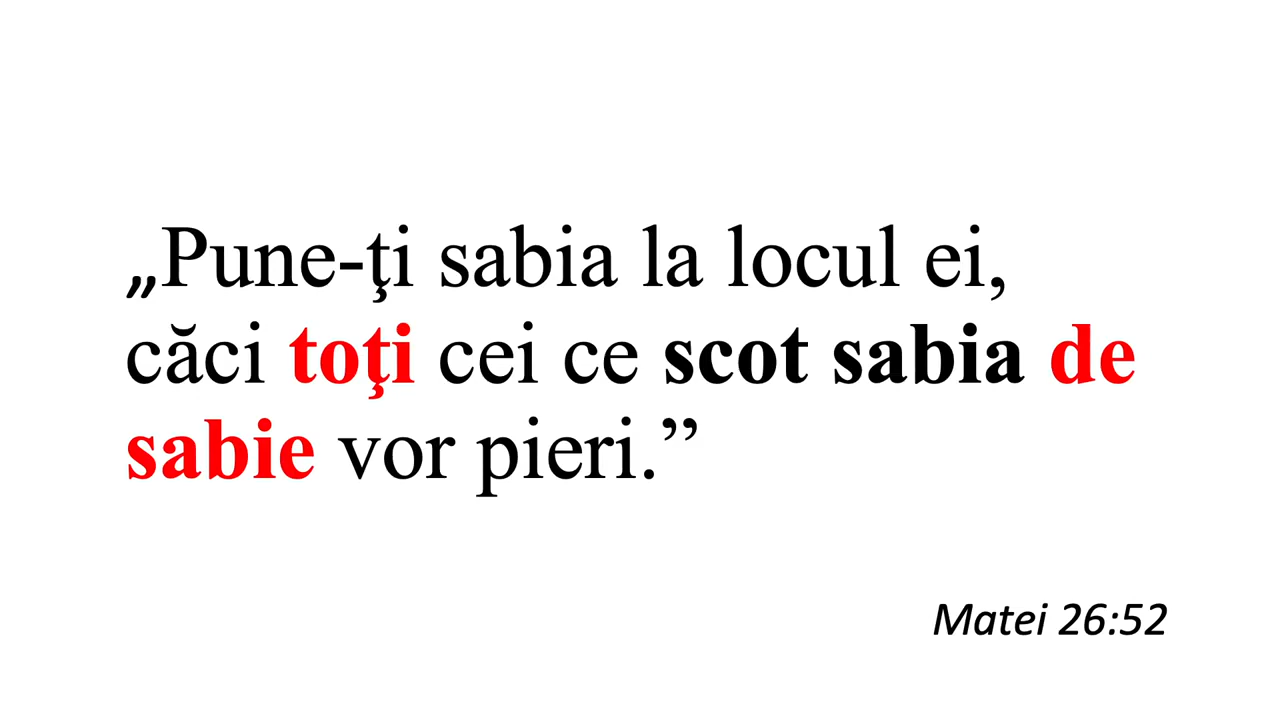 „Pune-ţi sabia la locul ei,
căci toţi cei ce scot sabia de
sabie vor pieri.”
Matei 26:52